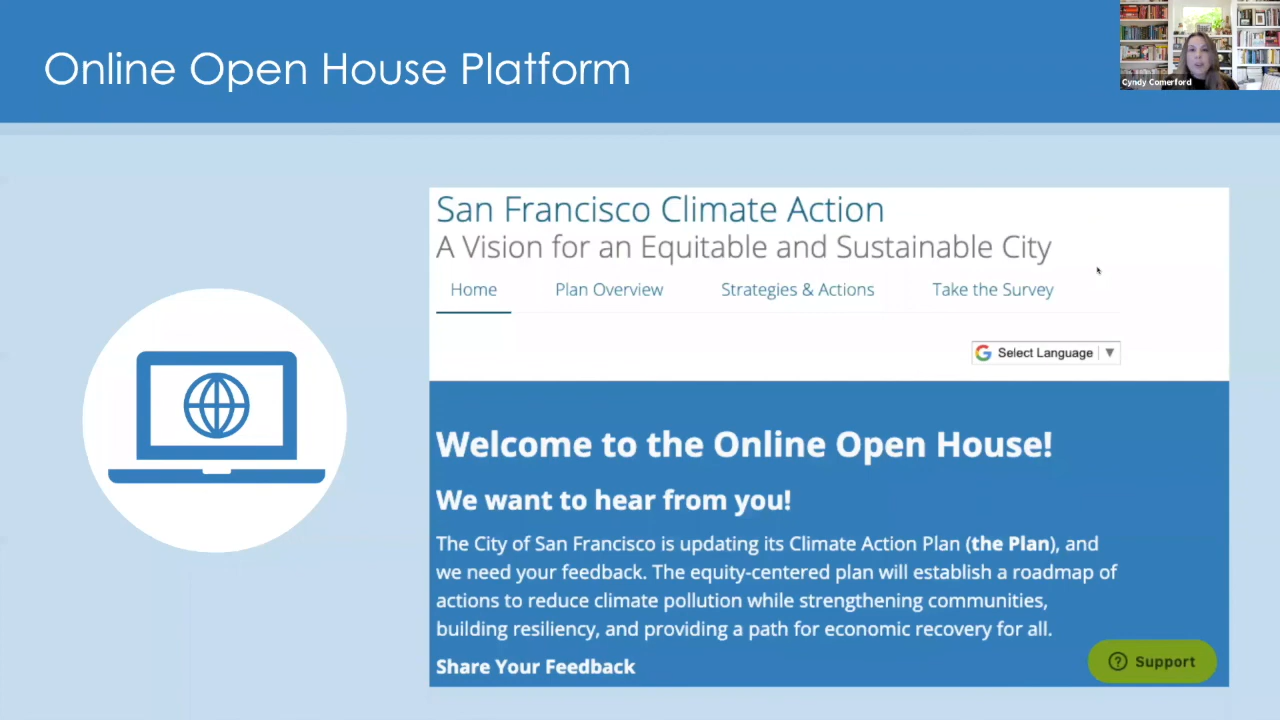 Online Open House Platform
Cyndy Comerford
San Francisco Climate Action
A Vision for an Equitable and Sustainable City
Home Plan Overview Strategies & Actions Take the Survey
Select Language
Welcome to the Online Open House!
We want to hear from you!
The City of San Francisco is updating its Climate Action Plan (the Plan), and
we need your feedback. The equity-centered plan will establish a roadmap of
actions to reduce climate pollution while strengthening communities,
building resiliency, and providing a path for economic recovery for all.
Share Your Feedback
Support